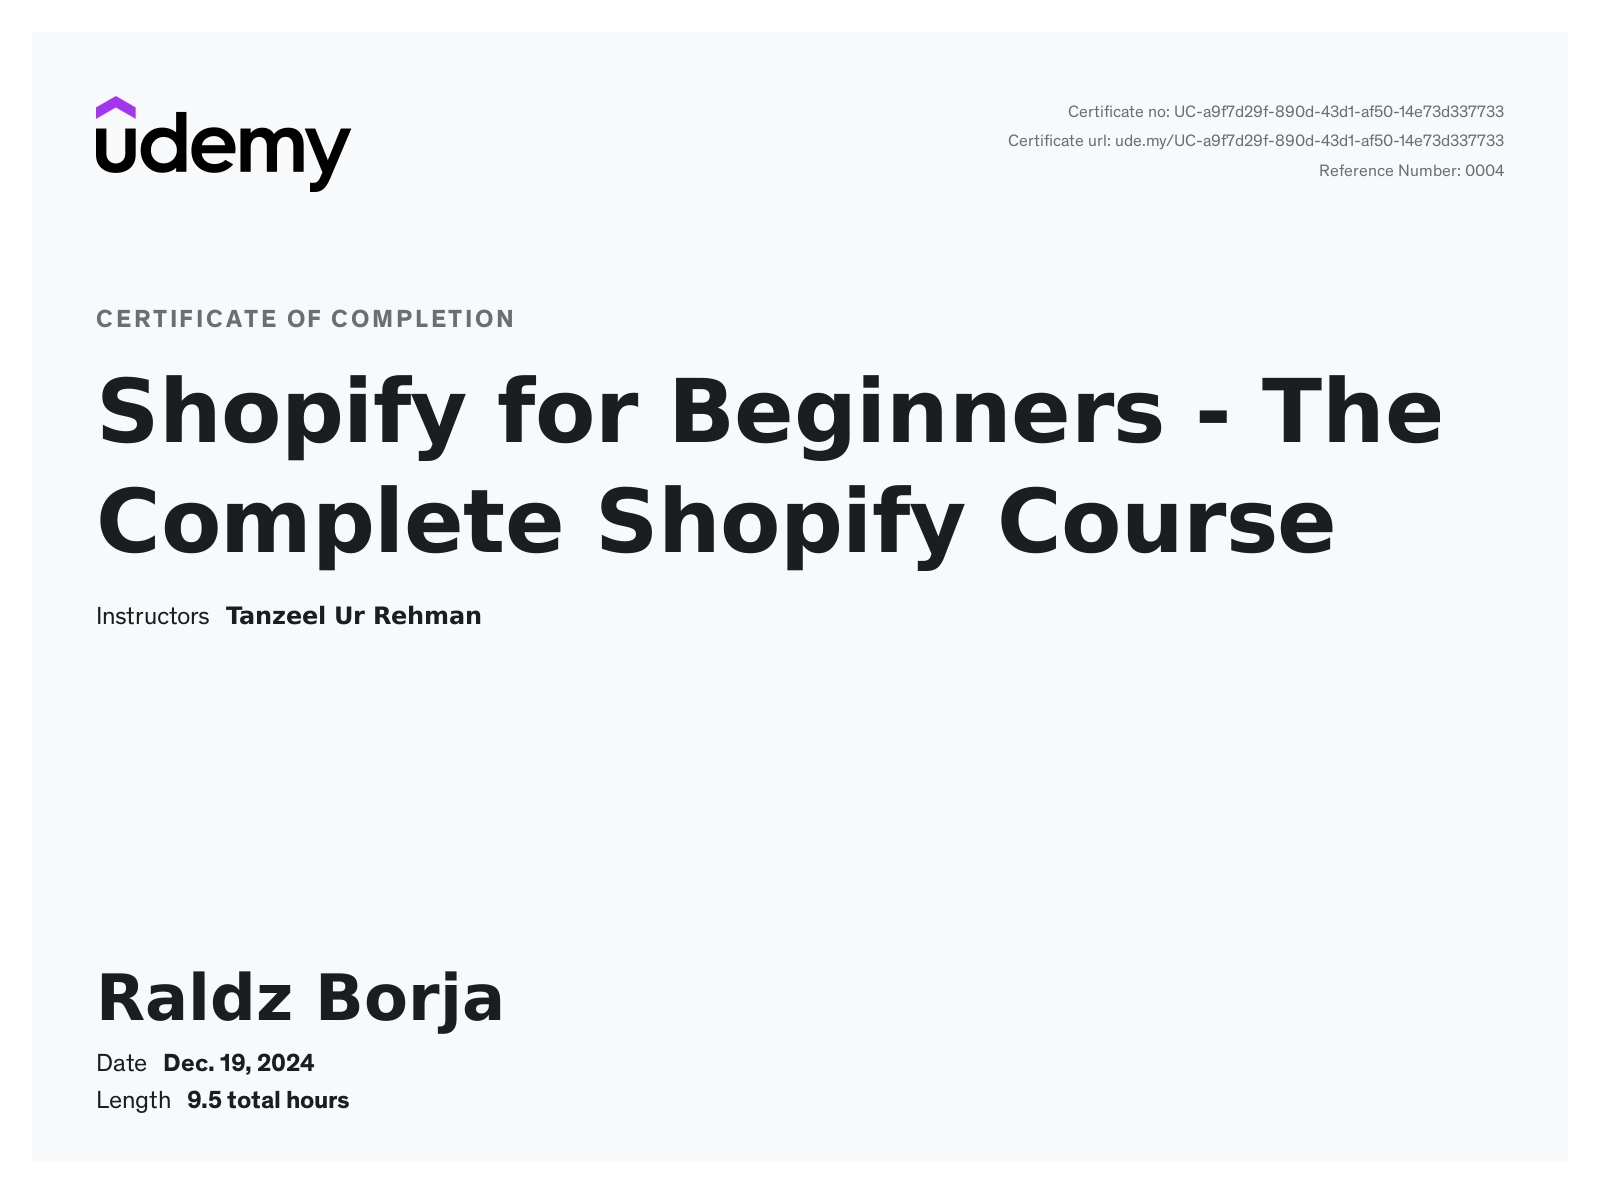 udemy
Certificate no: UC-a9f7d29f-890d-43d1-af50-14e73d337733
Certificate url: ude.my/UC-a9f7d29f-890d-43d1-af50-14e73d337733
Reference Number: 0004
CERTIFICATE OF COMPLETION
Shopify for Beginners - The
Complete Shopify Course
Instructors Tanzeel Ur Rehman
Raldz Borja
Date Dec. 19, 2024
Length 9.5 total hours